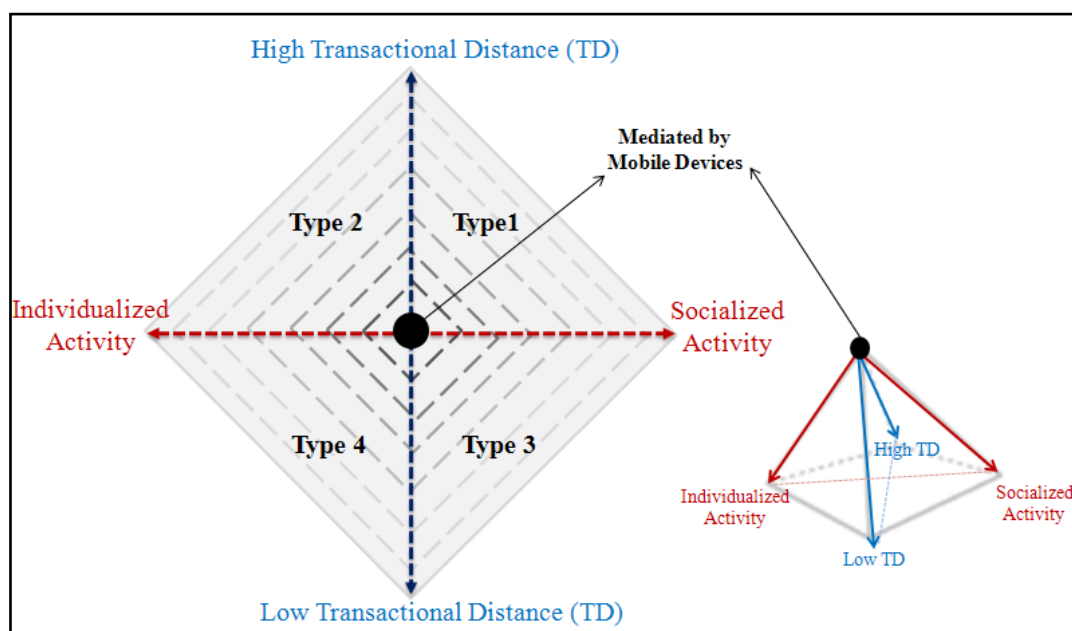 High Transactional Distance (TD)
Mediated by
Mobile Devices
Type 2
Type1
Individualized
Activity
Socialized
Activity
Type 4
Type 3
High TD
Individualized
Activity
Socialized
Activity
Low TD
Low Transactional Distance (TD)